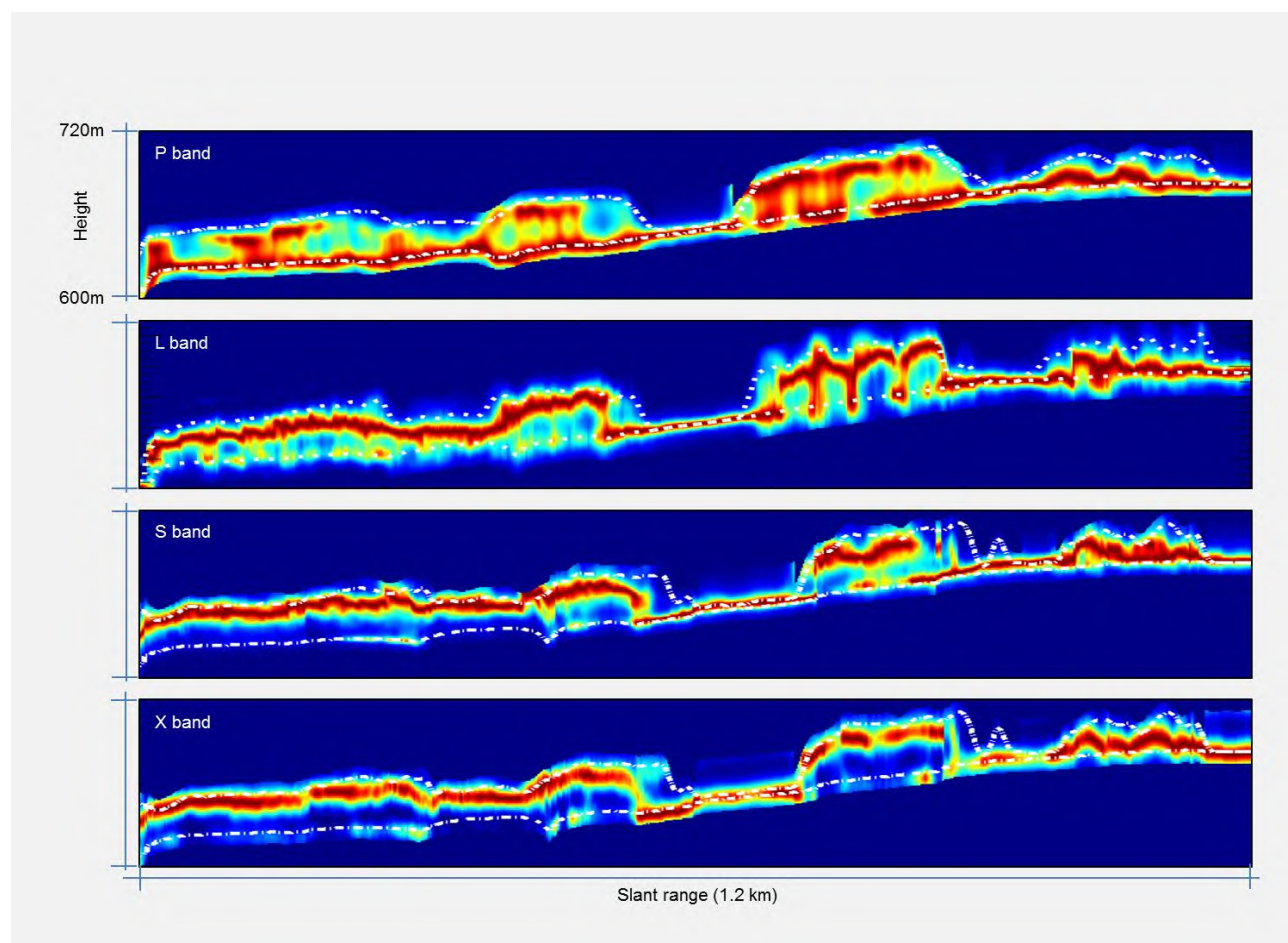 720m
P band
Height
600m
L band
S band
X band
Slant range (1.2 km)